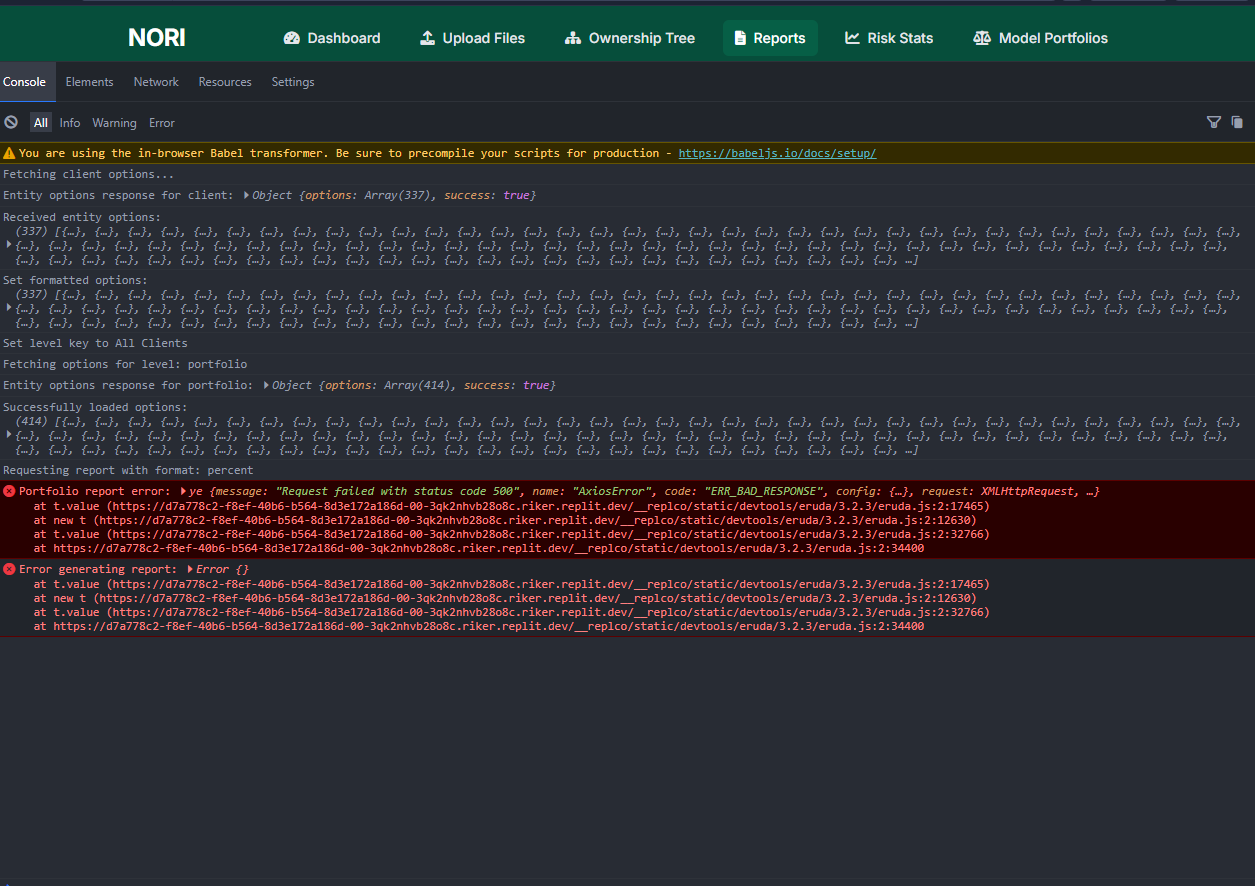 NORI Dashboard Upload Files Ownership Tree Reports Risk Stats Model Portfolios
Console Elements Network Resources Settings
All Info Warning Error
You are using the in-browser Babel transformer. Be sure to precompile your scripts for production - https://babeljs.io/docs/setup/
Fetching client options...
Entity options response for client: Object {options: Array(337), success: true}
Received entity options:
(337) [{…}, {…}, {…}, {…}, {…}, {…}, {…}, {…}, {…}, {…}, {…}, {…}, {…}, {…}, {…}, {…}, {…}, {…}, {…}, {…}, {…}, {…}, {…}, {…}, {…}, {…}, {…}, {…}, {…}, {…}, {…}, {…}, {…}, {…}, {…}, {…},
{…}, {…}, {…}, {…}, {…}, {…}, {…}, {…}, {…}, {…}, {…}, {…}, {…}, {…}, {…}, {…}, {…}, {…}, {…}, {…}, {…}, {…}, {…}, {…}, {…}, {…}, {…}, {…}, {…}, {…}, {…}, {…}, {…}, {…}, {…}, {…}, {…},
{…}, {…}, {…}, {…}, {…}, {…}, {…}, {…}, {…}, {…}, {…}, {…}, {…}, {…}, {…}, {…}, {…}, {…}, {…}, {…}, {…}, {…}, {…}, {…}, {…}, {…}, {…}, …]
Set formatted options:
(337) [{…}, {…}, {…}, {…}, {…}, {…}, {…}, {…}, {…}, {…}, {…}, {…}, {…}, {…}, {…}, {…}, {…}, {…}, {…}, {…}, {…}, {…}, {…}, {…}, {…}, {…}, {…}, {…}, {…}, {…}, {…}, {…}, {…}, {…}, {…}, {…},
{…}, {…}, {…}, {…}, {…}, {…}, {…}, {…}, {…}, {…}, {…}, {…}, {…}, {…}, {…}, {…}, {…}, {…}, {…}, {…}, {…}, {…}, {…}, {…}, {…}, {…}, {…}, {…}, {…}, {…}, {…}, {…}, {…}, {…}, {…}, {…}, {…},
{…}, {…}, {…}, {…}, {…}, {…}, {…}, {…}, {…}, {…}, {…}, {…}, {…}, {…}, {…}, {…}, {…}, {…}, {…}, {…}, {…}, {…}, {…}, {…}, {…}, {…}, {…}, …]
Set level key to All Clients
Fetching options for level: portfolio
Entity options response for portfolio: Object {options: Array(414), success: true}
Successfully loaded options:
(414) [{…}, {…}, {…}, {…}, {…}, {…}, {…}, {…}, {…}, {…}, {…}, {…}, {…}, {…}, {…}, {…}, {…}, {…}, {…}, {…}, {…}, {…}, {…}, {…}, {…}, {…}, {…}, {…}, {…}, {…}, {…}, {…}, {…}, {…}, {…}, {…},
{…}, {…}, {…}, {…}, {…}, {…}, {…}, {…}, {…}, {…}, {…}, {…}, {…}, {…}, {…}, {…}, {…}, {…}, {…}, {…}, {…}, {…}, {…}, {…}, {…}, {…}, {…}, {…}, {…}, {…}, {…}, {…}, {…}, {…}, {…}, {…}, {…},
{…}, {…}, {…}, {…}, {…}, {…}, {…}, {…}, {…}, {…}, {…}, {…}, {…}, {…}, {…}, {…}, {…}, {…}, {…}, {…}, {…}, {…}, {…}, {…}, {…}, {…}, {…}, …]
Requesting report with format: percent
Portfolio report error: ye {message: "Request failed with status code 500", name: "AxiosError", code: "ERR_BAD_RESPONSE", config: {…}, request: XMLHttpRequest, …}
at t.value (https://d7a778c2-f8ef-40b6-b564-8d3e172a186d-00-3qk2nhvb28o8c.riker.replit.dev/__replco/static/devtools/eruda/3.2.3/eruda.js:2:17465)
at new t (https://d7a778c2-f8ef-40b6-b564-8d3e172a186d-00-3qk2nhvb28o8c.riker.replit.dev/__replco/static/devtools/eruda/3.2.3/eruda.js:2:12630)
at t.value (https://d7a778c2-f8ef-40b6-b564-8d3e172a186d-00-3qk2nhvb28o8c.riker.replit.dev/__replco/static/devtools/eruda/3.2.3/eruda.js:2:32766)
at https://d7a778c2-f8ef-40b6-b564-8d3e172a186d-00-3qk2nhvb28o8c.riker.replit.dev/__replco/static/devtools/eruda/3.2.3/eruda.js:2:34400
Error generating report: Error {}
at t.value (https://d7a778c2-f8ef-40b6-b564-8d3e172a186d-00-3qk2nhvb28o8c.riker.replit.dev/__replco/static/devtools/eruda/3.2.3/eruda.js:2:17465)
at new t (https://d7a778c2-f8ef-40b6-b564-8d3e172a186d-00-3qk2nhvb28o8c.riker.replit.dev/__replco/static/devtools/eruda/3.2.3/eruda.js:2:12630)
at t.value (https://d7a778c2-f8ef-40b6-b564-8d3e172a186d-00-3qk2nhvb28o8c.riker.replit.dev/__replco/static/devtools/eruda/3.2.3/eruda.js:2:32766)
at https://d7a778c2-f8ef-40b6-b564-8d3e172a186d-00-3qk2nhvb28o8c.riker.replit.dev/__replco/static/devtools/eruda/3.2.3/eruda.js:2:34400